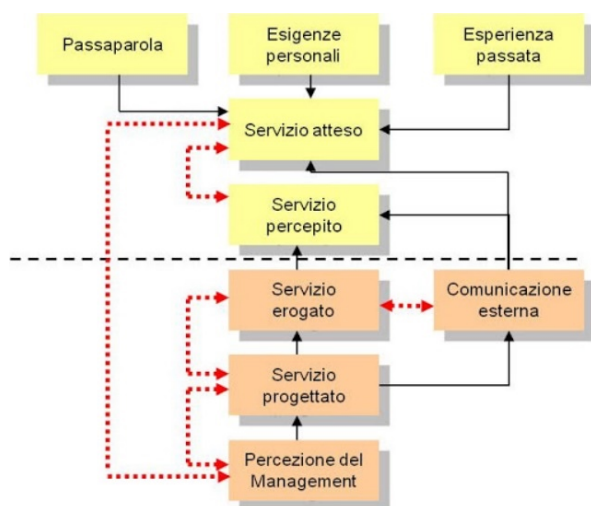 Passaparola
Esigenze
personali
Esperienza
passata
Servizio atteso
Servizio
percepito
Servizio
erogato
Comunicazione
esterna
Servizio
progettato
Percezione del
Management